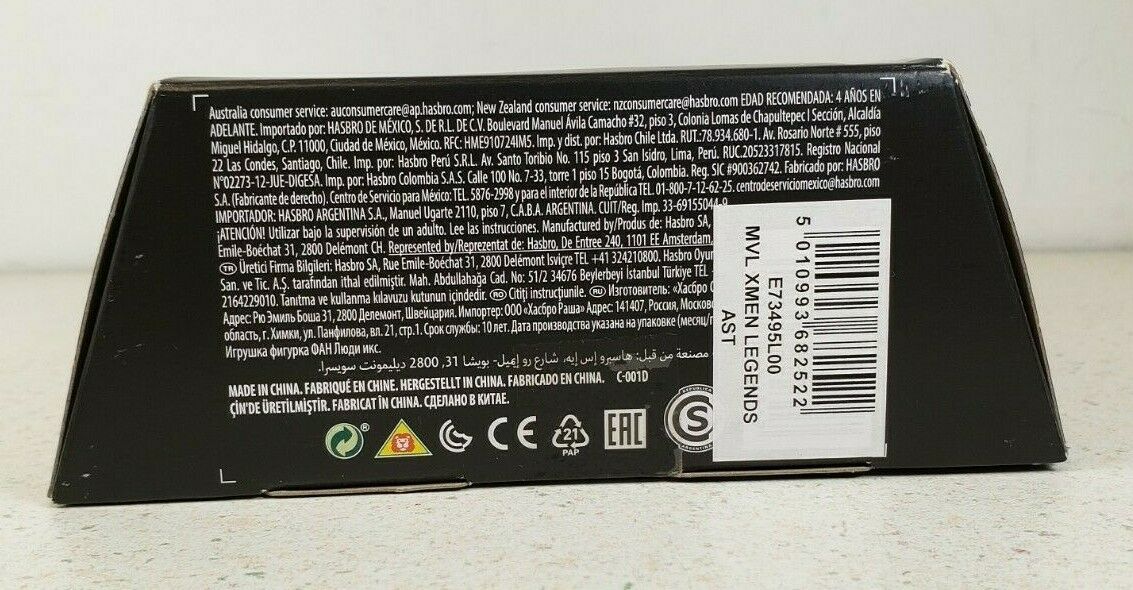 Australia consumer service: auconsumercare@ap.hasbro.com; New Zealand consumer service: nzconsumercare@hasbro.com EDAD RECOMENDADA: 4 AÑOS EN
ADELANTE. Importado por: HASBRO DE MÉXICO, S. DE R.L. DE C.V. Boulevard Manuel Ávila Camacho #32, piso 3, Colonia Lomas de Chapultepec I Sección, Alcaldía
Miguel Hidalgo, C.P. 11000, Ciudad de México, México. RFC: HME910724IM5. Imp. y dist. por: Hasbro Chile Ltda. RUT.:78.934.680-1. Av. Rosario Norte # 555, piso
22 Las Condes, Santiago, Chile. Imp. por: Hasbro Perú S.R.L. Av. Santo Toribio No. 115 piso 3 San Isidro, Lima, Perú. RUC.20523317815. Registro Nacional
N°02273-12-JUE-DIGESA. Imp. por: Hasbro Colombia S.A.S. Calle 100 No. 7-33, torre 1 piso 15 Bogotá, Colombia. Reg. SIC #900362742. Fabricado por: HASBRO
S.A. (Fabricante de derecho). Centro de Servicio para México: TEL. 5876-2998 y para el interior de la República TEL. 01-800-7-12-62-25. centrodeserviciomexico@hasbro.com
IMPORTADOR: HASBRO ARGENTINA S.A., Manuel Ugarte 2110, piso 7, C.A.B.A. ARGENTINA. CUIT/Reg. Imp. 33-69155044-9
¡ATENCIÓN! Utilizar bajo la supervisión de un adulto. Lee las instrucciones. Manufactured by/Produs de: Hasbro SA,
Emile-Boéchat 31, 2800 Delémont CH. Represented by/Reprezentat de: Hasbro, De Entree 240, 1101 EE Amsterdam,
TR Üretici Firma Bilgileri: Hasbro SA, Rue Emile-Boéchat 31, 2800 Delémont İsviçre TEL +41 324210800. Hasbro Oyun
San. ve Tic. A.Ş. tarafından ithal edilmiştir. Mah. Abdullahağa Cad. No: 51/2 34676 Beylerbeyi İstanbul Türkiye TEL
2164229010. Tanıtma ve kullanma kılavuzu kutunun içindedir. RO Citiți instrucțiunile. RU Изготовитель: «Хасбро С
Адрес: Рю Эмиль Боша 31, 2800 Делемонт, Швейцария. Импортер: ООО «Хасбро Раша» Адрес: 141407, Россия, Московс
область, г. Химки, ул. Панфилова, вл. 21, стр.1. Срок службы: 10 лет. Дата производства указана на упаковке (месяц/г
Игрушка фигурка ФАН Люди икс.
مصنعة من قبل: هاسبرو إس إيه، شارع رو إيميل- بويشا 31, 2800 ديليمونت سويسرا.
MADE IN CHINA. FABRIQUÉ EN CHINE. HERGESTELLT IN CHINA. FABRICADO EN CHINA. C-001D
ÇİN'DE ÜRETİLMİŞTİR. FABRICAT ÎN CHINA. СДЕЛАНО В КИТАЕ.
® CE 21 PAP EAC S
5 010993 682522
E73495L00
MVL XMEN LEGENDS
AST